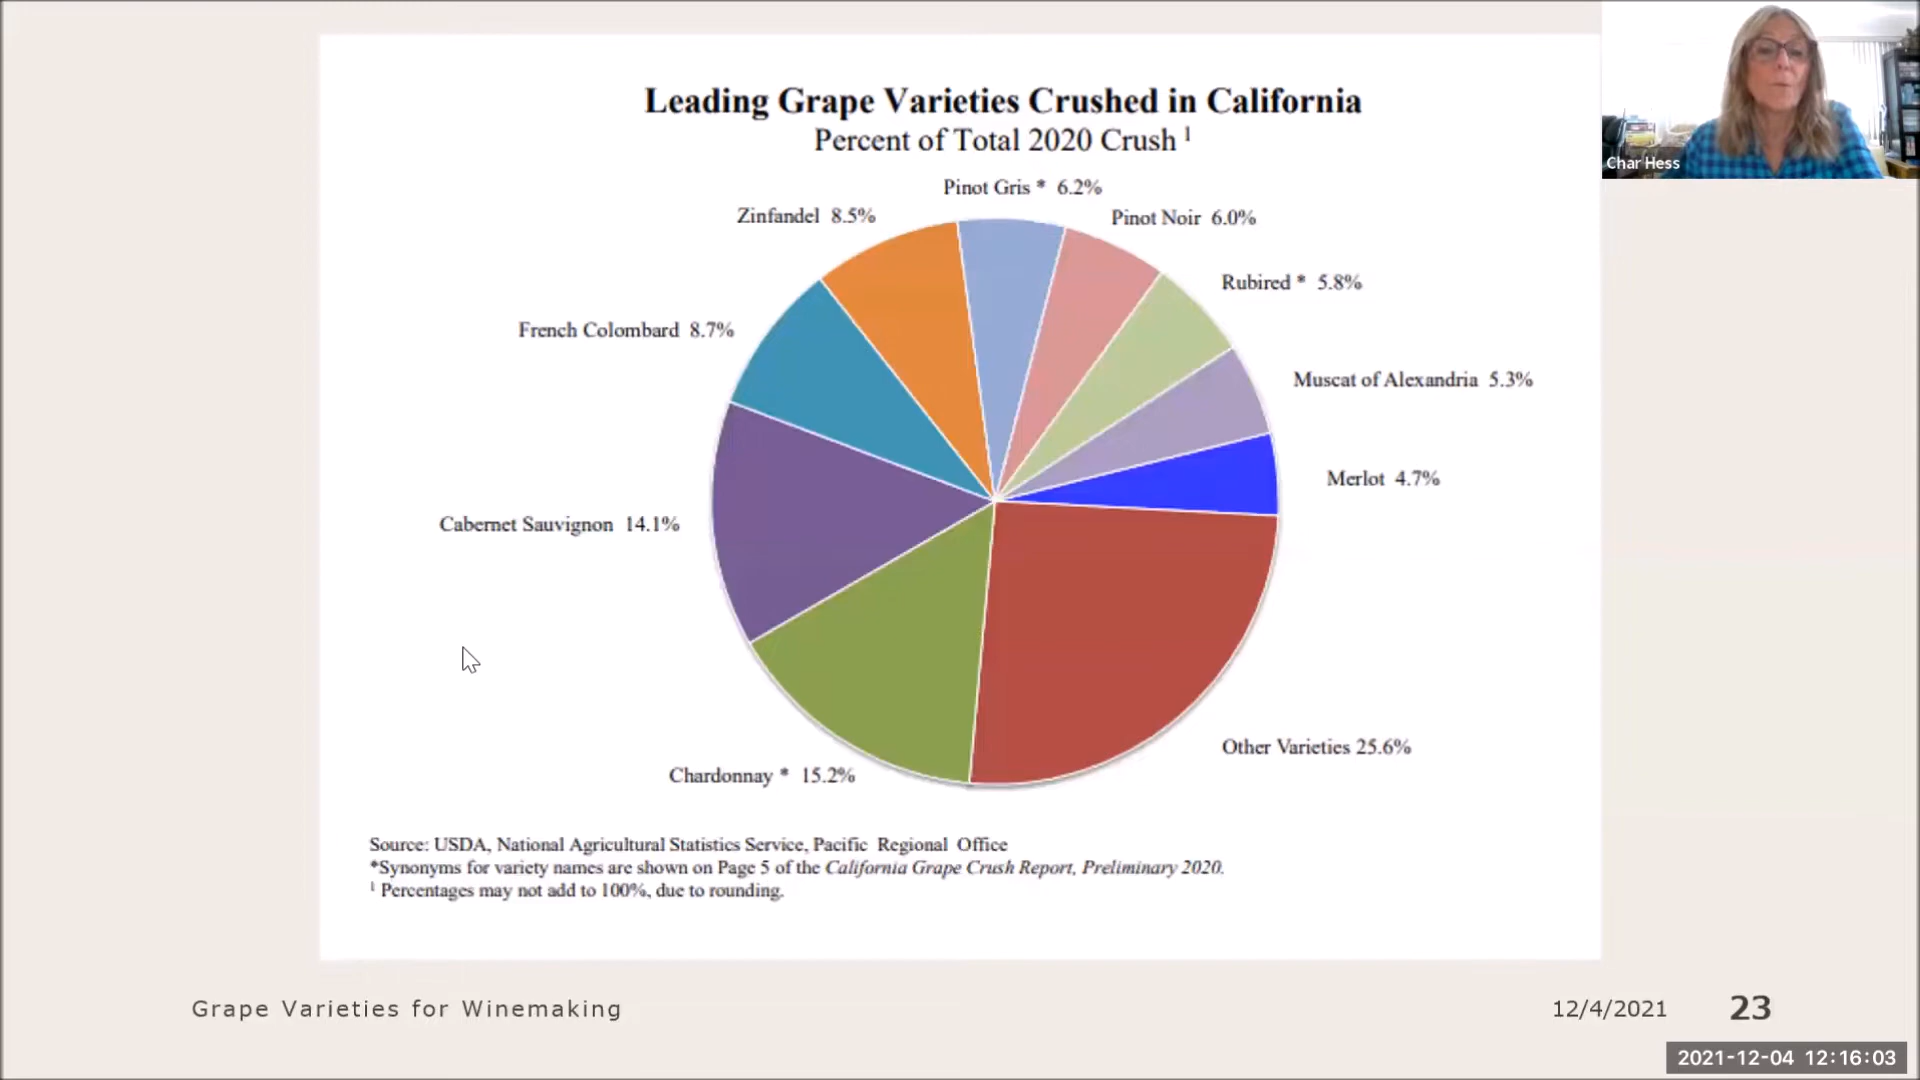 Leading Grape Varieties Crushed in California
Percent of Total 2020 Crush ¹
Char Hess
Pinot Gris * 6.2%
Zinfandel 8.5%
Pinot Noir 6.0%
Rubired * 5.8%
French Colombard 8.7%
Muscat of Alexandria 5.3%
Merlot 4.7%
Cabernet Sauvignon 14.1%
Other Varieties 25.6%
Chardonnay * 15.2%
Source: USDA, National Agricultural Statistics Service, Pacific Regional Office
*Synonyms for variety names are shown on Page 5 of the California Grape Crush Report, Preliminary 2020.
¹ Percentages may not add to 100%, due to rounding.
Grape Varieties for Winemaking
12/4/2021
23
2021-12-04 12:16:03